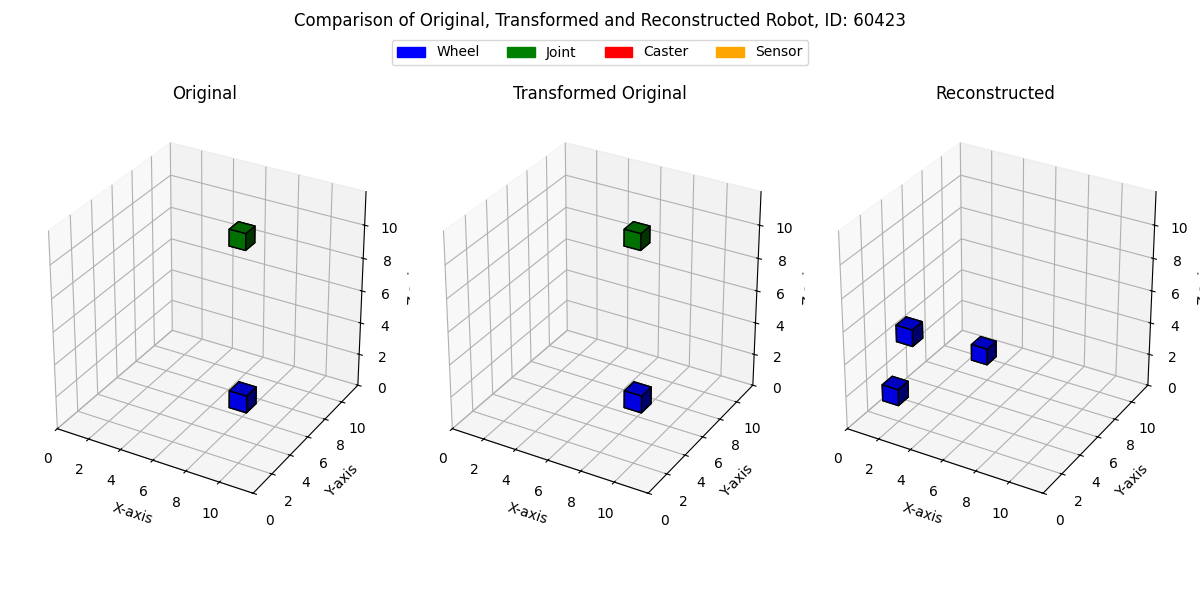 Comparison of Original, Transformed and Reconstructed Robot, ID: 60423
Wheel Joint Caster Sensor
Original
Transformed Original
Reconstructed
0 2 4 6 8 10
X-axis
0 2 4 6 8 10
Y-axis
0 2 4 6 8 10
0 2 4 6 8 10
X-axis
0 2 4 6 8 10
Y-axis
0 2 4 6 8 10
0 2 4 6 8 10
X-axis
0 2 4 6 8 10
Y-axis
0 2 4 6 8 10